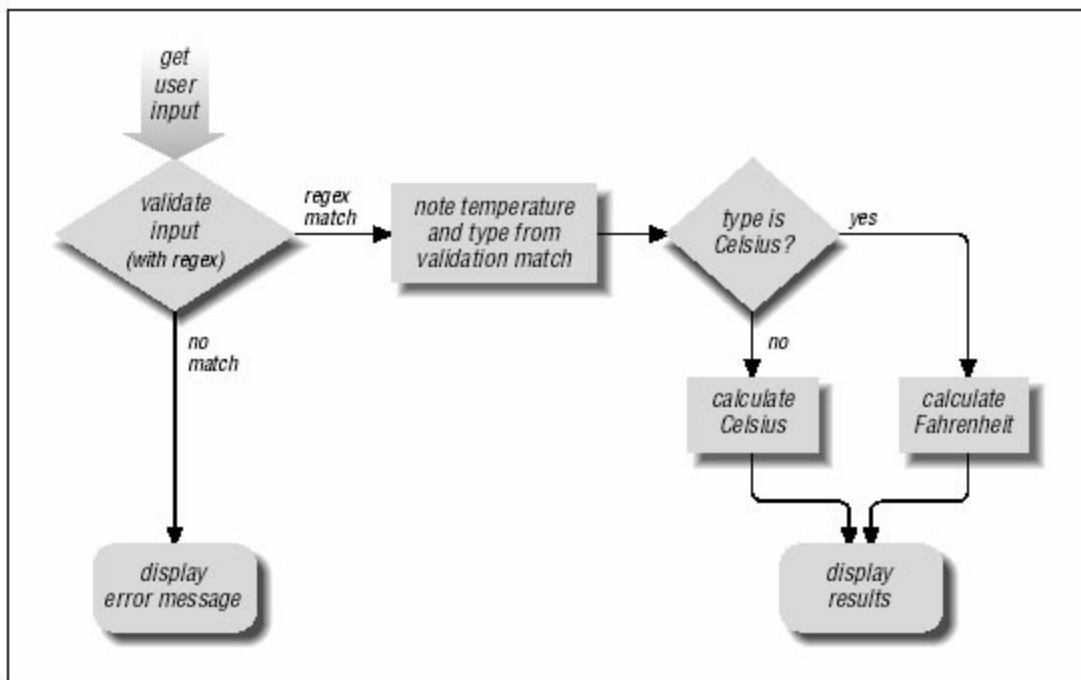 get
user
input
validate
input
(with regex)
regex
match
note temperature
and type from
validation match
type is
Celsius?
yes
no
match
no
calculate
Celsius
calculate
Fahrenheit
display
error message
display
results